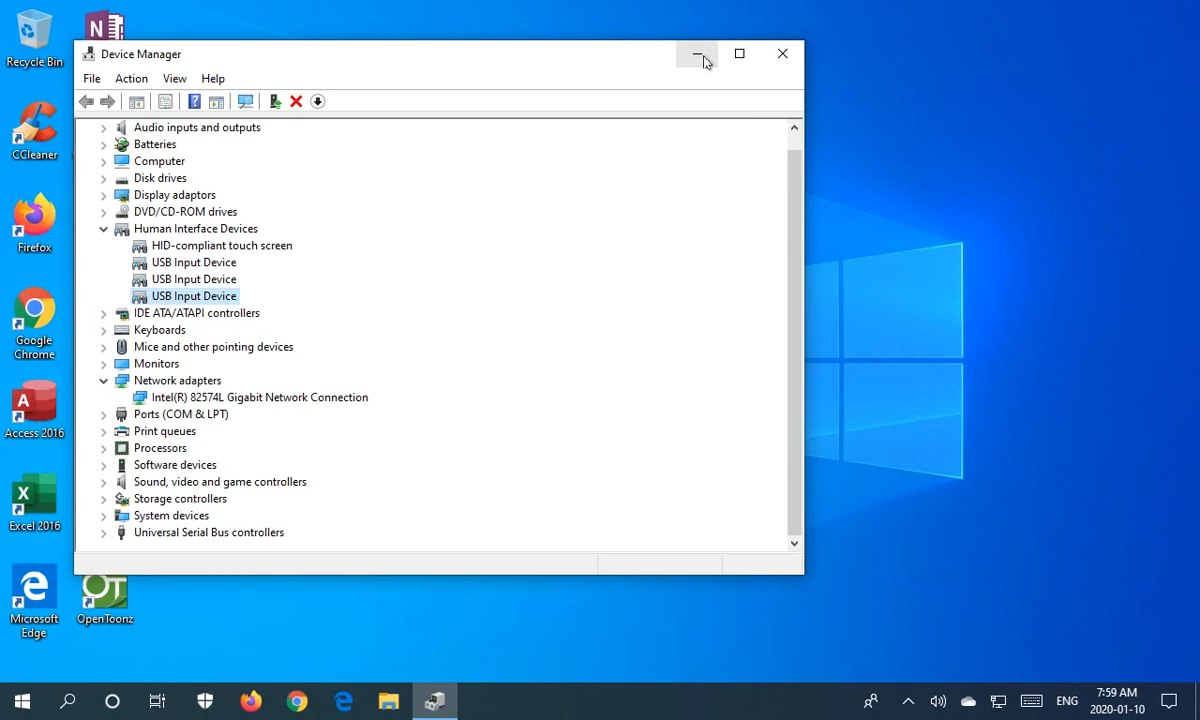 Recycle Bin
N
CCleaner
Firefox
Google
Chrome
A
Access 2016
X
Excel 2016
Microsoft
Edge
OT
OpenToonz
Device Manager
File Action View Help
Audio inputs and outputs
Batteries
Computer
Disk drives
Display adaptors
DVD/CD-ROM drives
Human Interface Devices
HID-compliant touch screen
USB Input Device
USB Input Device
USB Input Device
IDE ATA/ATAPI controllers
Keyboards
Mice and other pointing devices
Monitors
Network adapters
Intel(R) 82574L Gigabit Network Connection
Ports (COM & LPT)
Print queues
Processors
Software devices
Sound, video and game controllers
Storage controllers
System devices
Universal Serial Bus controllers
ENG
7:59 AM
2020-01-10